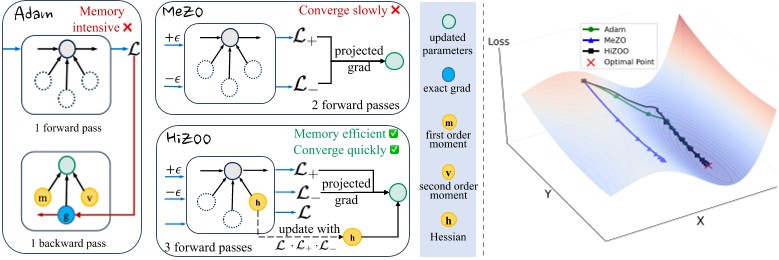 Adam
Memory
intensive ❌
ℒ
1 forward pass
m
v
g
1 backward pass
MeZO
Converge slowly ❌
+ϵ
ℒ₊
projected
grad
−ϵ
ℒ₋
2 forward passes
HiZOO
Memory efficient ✅
Converge quickly ✅
+ϵ
ℒ₊
projected
grad
−ϵ
ℒ₋
h
ℒ
update with
h
ℒ · ℒ₊ · ℒ₋
3 forward passes
updated
parameters
exact grad
m
first order
moment
v
second order
moment
h
Hessian
Loss
Adam
MeZO
HiZOO
Optimal Point
Y
X